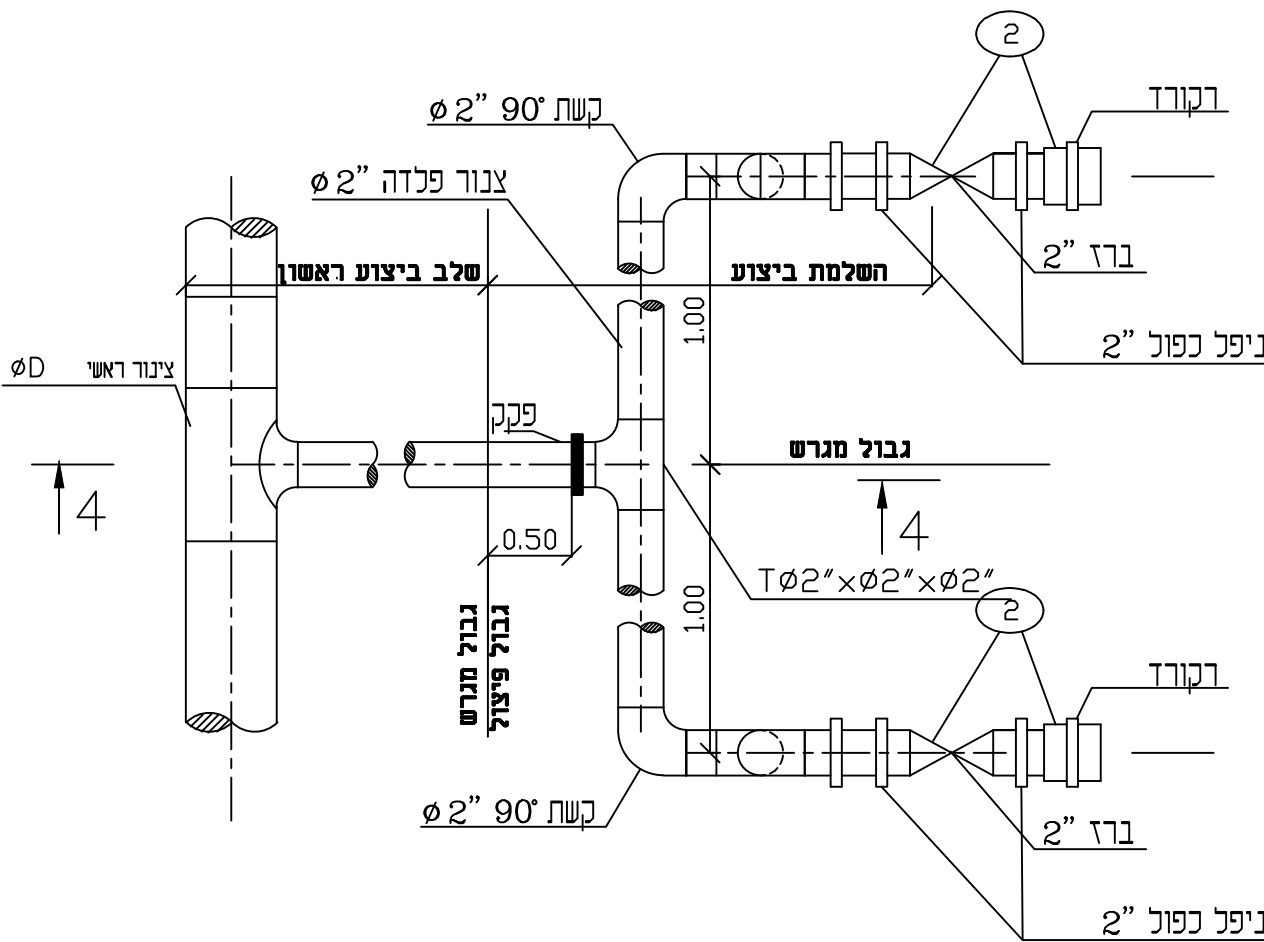 2
קשת 90° ø 2"
רקורד
צנור פלדה ø 2"
ברז 2"
שלב ביצוע ראשון
השלמת ביצוע
1.00
ניפל כפול 2"
צינור ראשי øD
פקק
גבול מגרש
4
4
0.50
TØ2"xØ2"xØ2"
1.00
2
גבול מגרש
גבול פיצול
רקורד
קשת 90° ø 2"
ברז 2"
ניפל כפול 2"